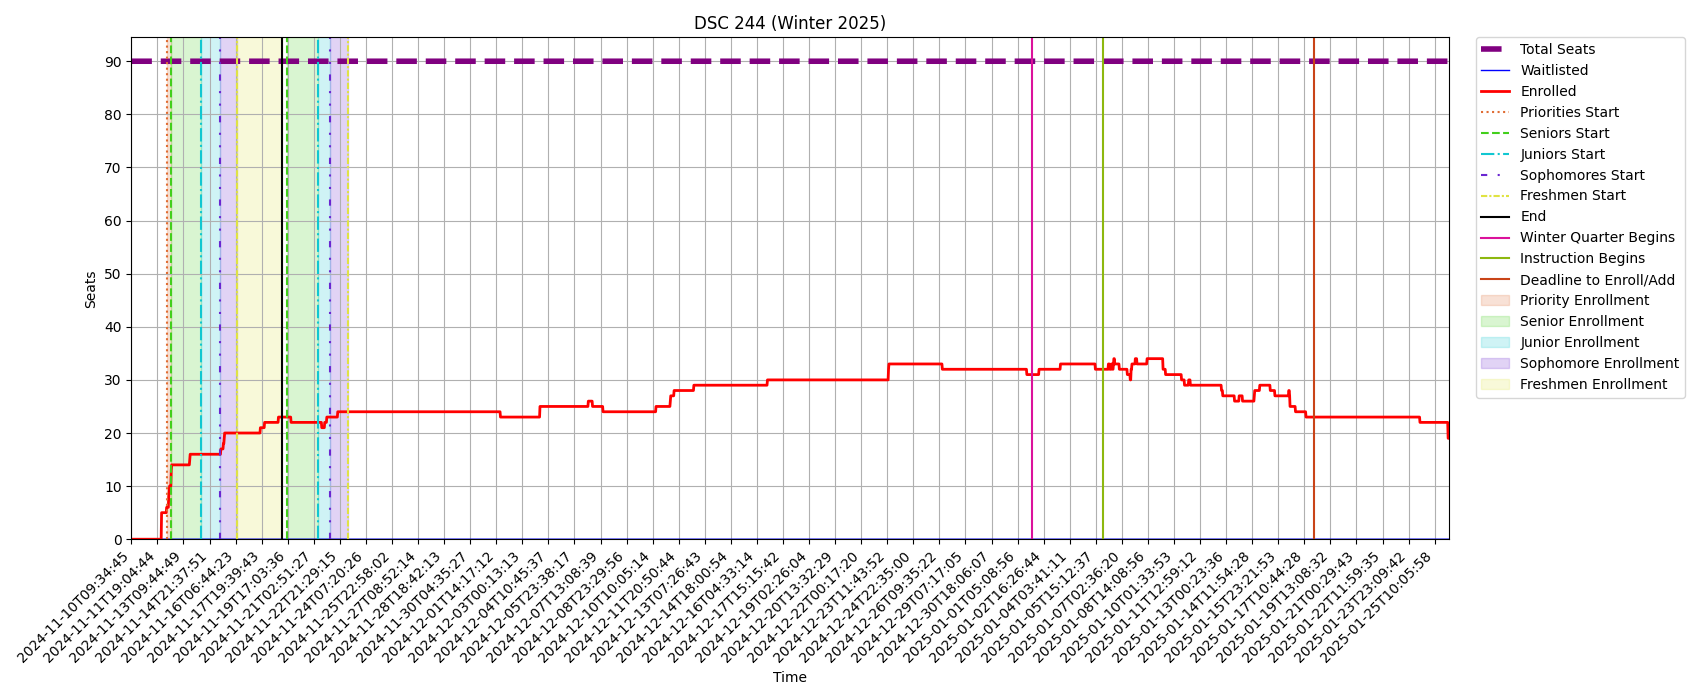 DSC 244 (Winter 2025)
Seats
90
80
70
60
50
40
30
20
10
0
2024-11-10T09:34:45
2024-11-11T19:04:44
2024-11-13T09:44:49
2024-11-14T21:37:51
2024-11-16T06:44:23
2024-11-17T19:39:43
2024-11-19T17:03:36
2024-11-21T02:51:27
2024-11-22T21:29:15
2024-11-24T07:20:26
2024-11-25T22:58:02
2024-11-27T08:52:14
2024-11-28T18:42:13
2024-11-30T04:35:27
2024-12-01T14:17:12
2024-12-03T00:13:13
2024-12-04T10:45:37
2024-12-05T23:38:17
2024-12-07T13:08:39
2024-12-08T23:29:56
2024-12-10T10:05:14
2024-12-11T20:50:44
2024-12-13T07:26:43
2024-12-14T18:00:54
2024-12-16T04:33:14
2024-12-17T15:15:42
2024-12-19T02:26:04
2024-12-20T13:32:29
2024-12-22T00:17:20
2024-12-23T11:43:52
2024-12-24T22:35:00
2024-12-26T09:35:22
2024-12-29T07:17:05
2024-12-30T18:06:07
2025-01-01T05:08:56
2025-01-02T16:26:44
2025-01-04T03:41:11
2025-01-05T15:12:37
2025-01-07T02:36:20
2025-01-08T14:08:56
2025-01-10T01:33:53
2025-01-11T12:59:12
2025-01-13T00:23:36
2025-01-14T11:54:28
2025-01-15T23:21:53
2025-01-17T10:44:28
2025-01-19T13:08:32
2025-01-21T00:29:43
2025-01-22T11:59:35
2025-01-23T23:09:42
2025-01-25T10:05:58
Time
Total Seats
Waitlisted
Enrolled
Priorities Start
Seniors Start
Juniors Start
Sophomores Start
Freshmen Start
End
Winter Quarter Begins
Instruction Begins
Deadline to Enroll/Add
Priority Enrollment
Senior Enrollment
Junior Enrollment
Sophomore Enrollment
Freshmen Enrollment